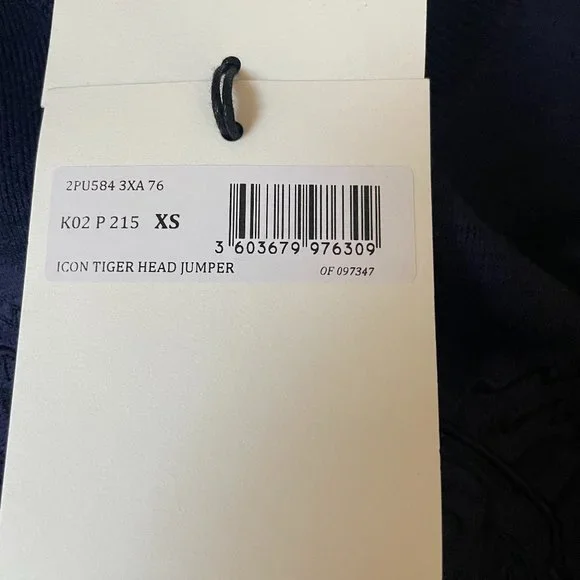 2PU584 3XA 76
K02 P 215 XS
3 603679 976309
ICON TIGER HEAD JUMPER
OF 097347